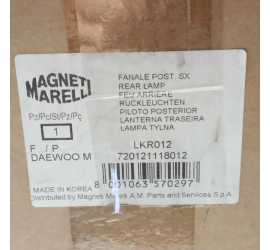 MAGNETI
MARELLI
Pz/Pc/St/Pz/Pç
1
F / P
DAEWOO M
FANALE POST. SX
REAR LAMP
FEU ARRIERE
RUCKLEUCHTEN
PILOTO POSTERIOR
LANTERNA TRASEIRA
LAMPA TYLNA
LKR012
720121118012
8 001063 570297
MADE IN KOREA
Distributed by Magneti Marelli A.M. Parts and Services S.p.A